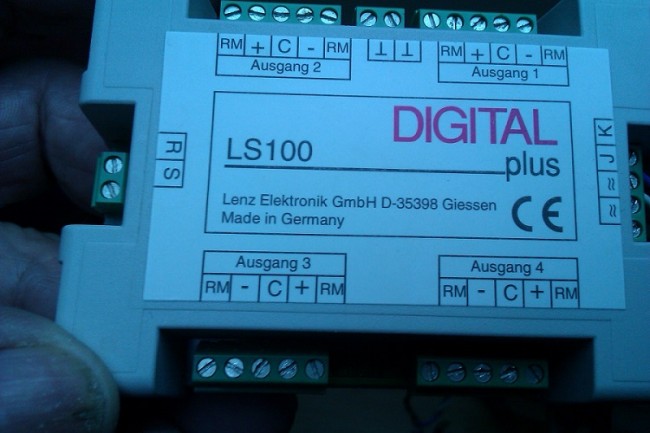 RM + C - RM
Ausgang 2
⊥ ⊥
RM + C - RM
Ausgang 1
R S
DIGITAL
plus
LS100
Lenz Elektronik GmbH D-35398 Giessen
Made in Germany
CE
K J ≈ ≈
Ausgang 3
RM - C + RM
Ausgang 4
RM - C + RM